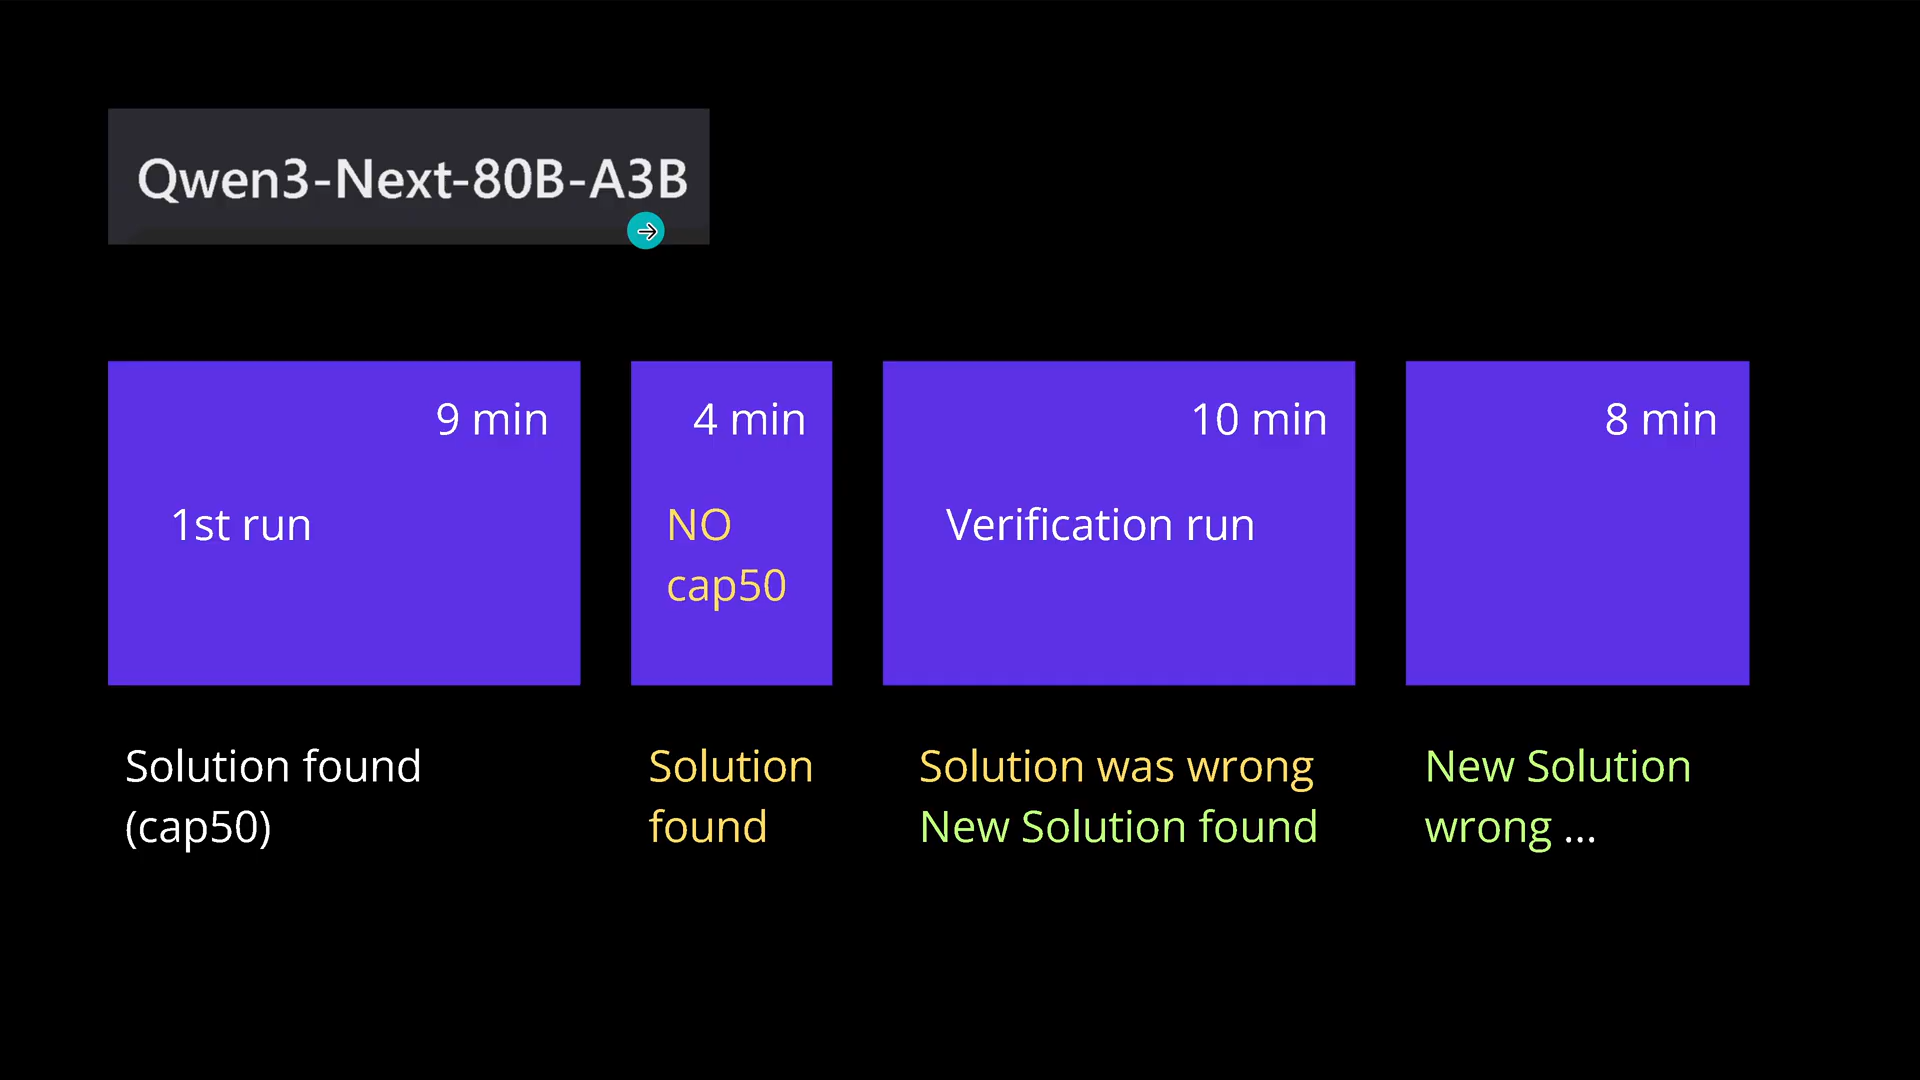 Qwen3-Next-80B-A3B
9 min
1st run
4 min
NO
cap50
10 min
Verification run
8 min
Solution found
(cap50)
Solution
found
Solution was wrong
New Solution found
New Solution
wrong ...